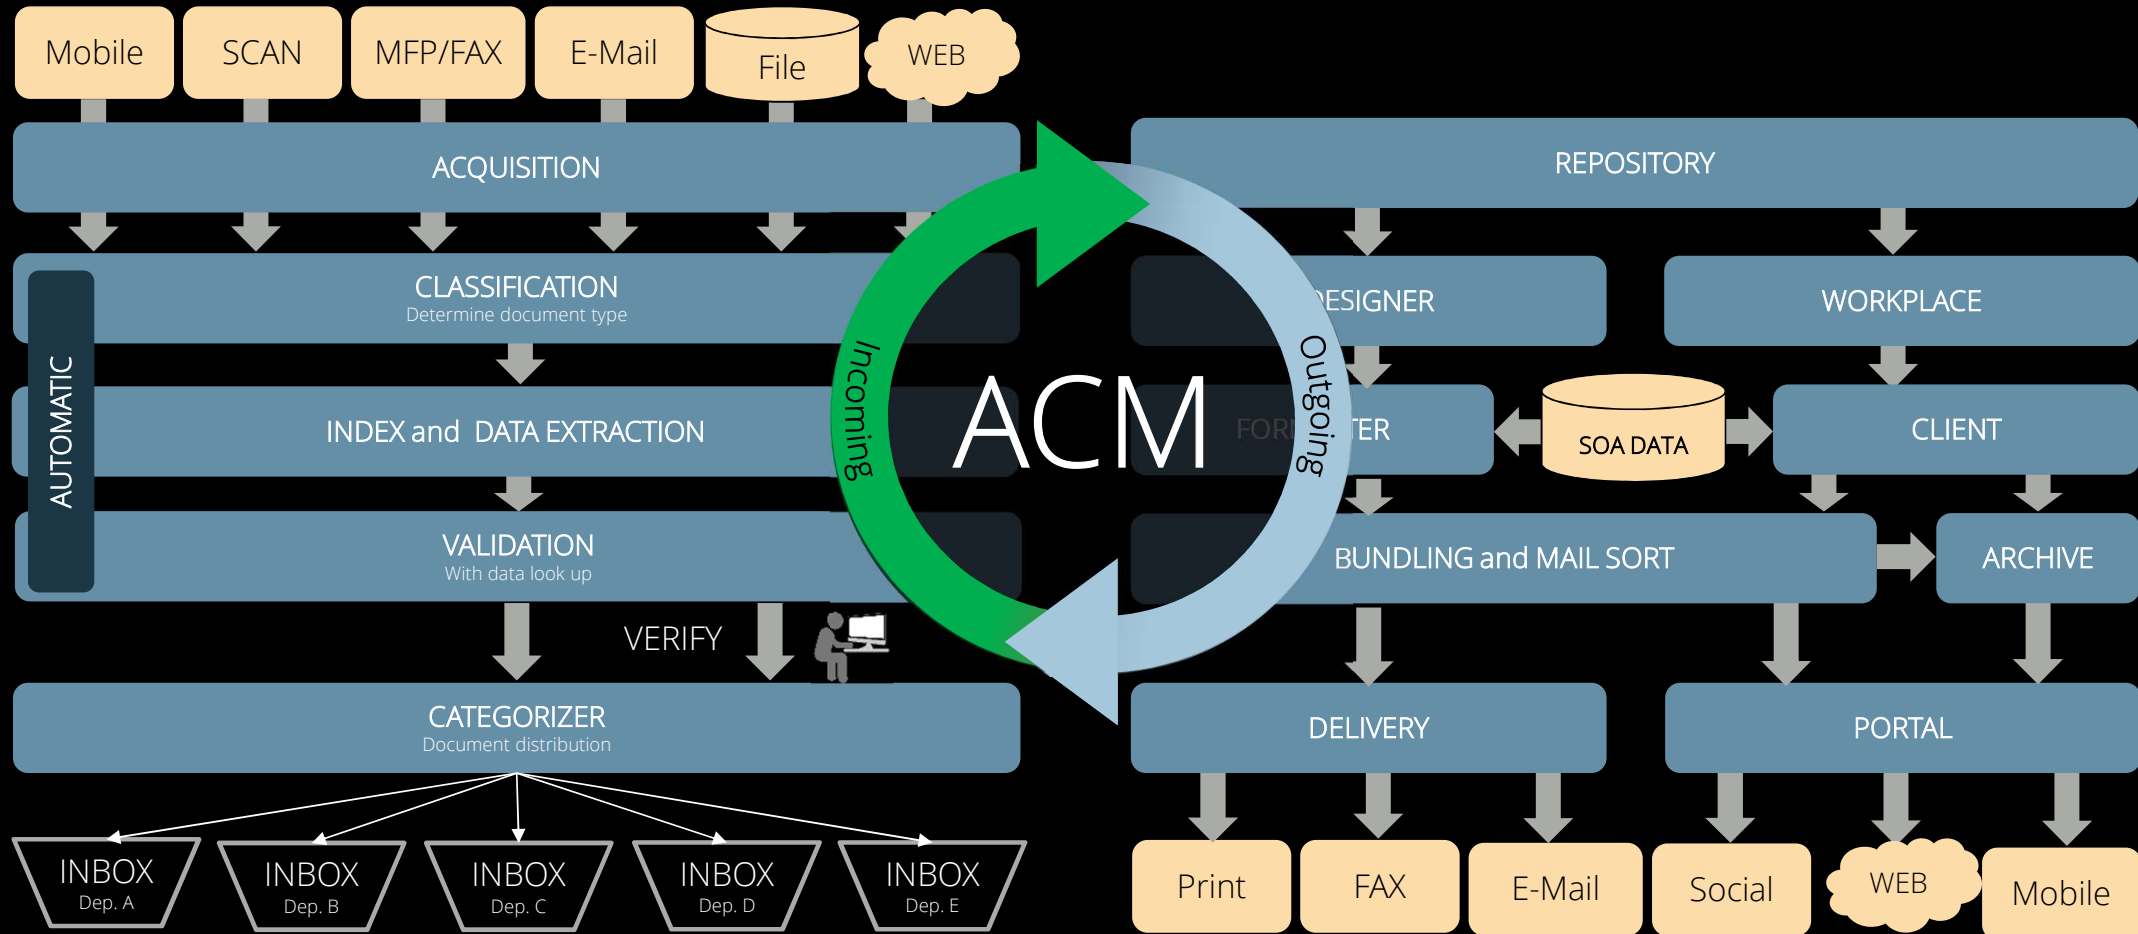 Mobile
SCAN
MFP/FAX
E-Mail
File
WEB
ACQUISITION
CLASSIFICATION
Determine document type
AUTOMATIC
INDEX and DATA EXTRACTION
VALIDATION
With data look up
VERIFY
CATEGORIZER
Document distribution
INBOX
Dep. A
INBOX
Dep. B
INBOX
Dep. C
INBOX
Dep. D
INBOX
Dep. E
Incoming
ACM
Outgoing
REPOSITORY
DESIGNER
WORKPLACE
SOA DATA
CLIENT
BUNDLING and MAIL SORT
ARCHIVE
DELIVERY
PORTAL
Print
FAX
E-Mail
Social
WEB
Mobile